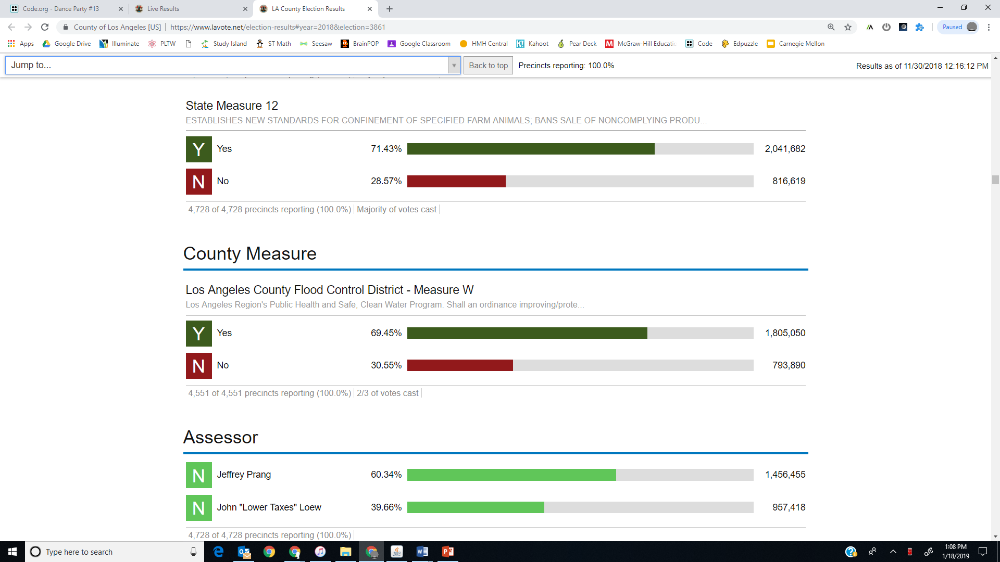 Code.org - Dance Party #13
Live Results
LA County Election Results
County of Los Angeles [US] | https://www.lavote.net/election-results#year=2018&election=3861
Paused
Apps Google Drive Illuminate PLTW Study Island ST Math Seesaw BrainPOP Google Classroom HMH Central Kahoot Pear Deck McGraw-Hill Educatic Code Edpuzzle Carnegie Mellon
Jump to... Back to top Precincts reporting: 100.0% Results as of 11/30/2018 12:16:12 PM
State Measure 12
ESTABLISHES NEW STANDARDS FOR CONFINEMENT OF SPECIFIED FARM ANIMALS; BANS SALE OF NONCOMPLYING PRODU...
Y Yes 71.43% 2,041,682
N No 28.57% 816,619
4,728 of 4,728 precincts reporting (100.0%) Majority of votes cast
County Measure
Los Angeles County Flood Control District - Measure W
Los Angeles Region's Public Health and Safe, Clean Water Program. Shall an ordinance improving/prote...
Y Yes 69.45% 1,805,050
N No 30.55% 793,890
4,551 of 4,551 precincts reporting (100.0%) 2/3 of votes cast
Assessor
N Jeffrey Prang 60.34% 1,456,455
N John "Lower Taxes" Loew 39.66% 957,418
4,728 of 4,728 precincts reporting (100.0%)
Type here to search
1:08 PM
1/18/2019